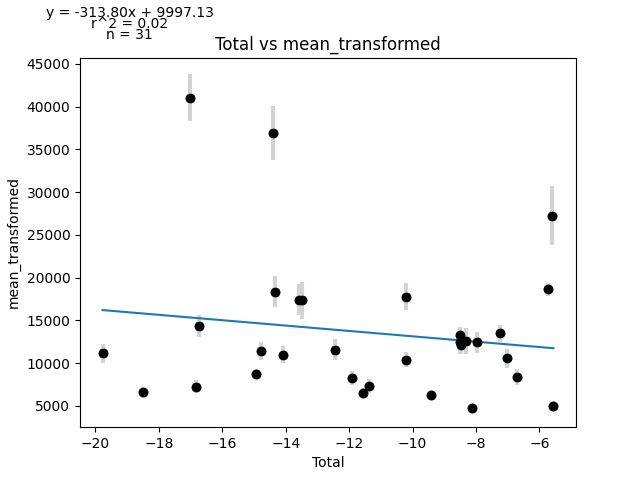 y = -313.80x + 9997.13
r^2 = 0.02
n = 31
Total vs mean_transformed
45000
40000
35000
30000
25000
20000
15000
10000
5000
mean_transformed
−20 −18 −16 −14 −12 −10 −8 −6
Total